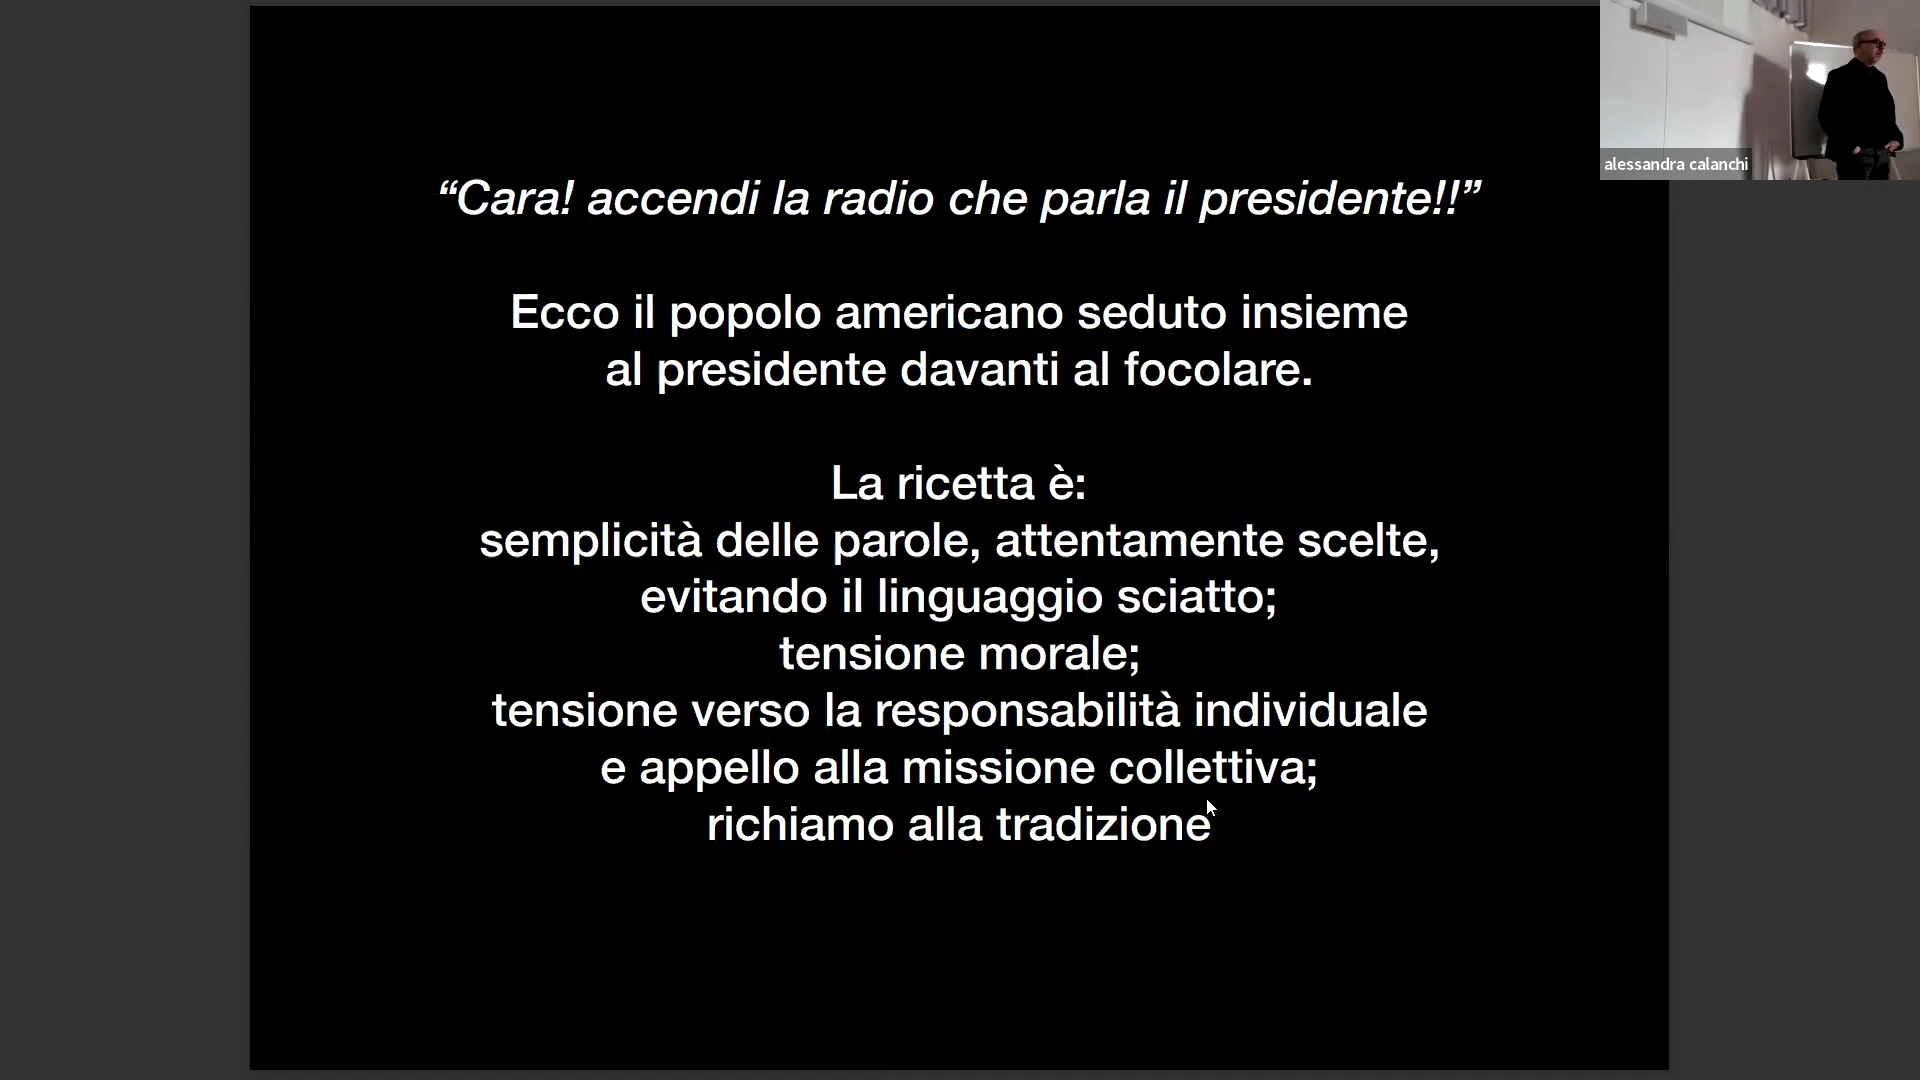 “Cara! accendi la radio che parla il presidente!!”
Ecco il popolo americano seduto insieme
al presidente davanti al focolare.
La ricetta è:
semplicità delle parole, attentamente scelte,
evitando il linguaggio sciatto;
tensione morale;
tensione verso la responsabilità individuale
e appello alla missione collettiva;
richiamo alla tradizione
alessandra calanchi